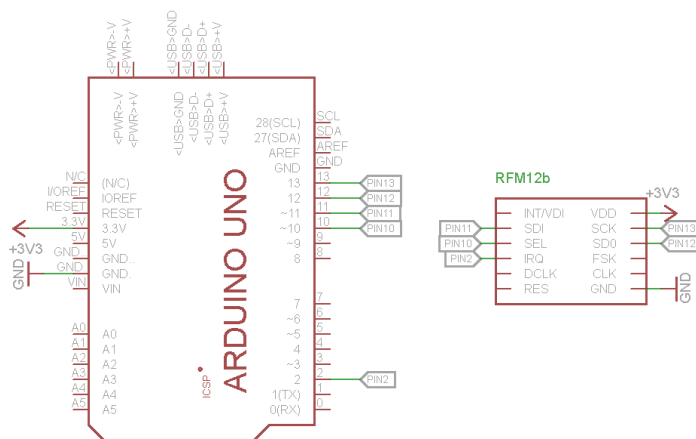 <PWR>-V
<PWR>+V
<USB>GND
<USB>D-
<USB>D+
<USB>+V
<PWR>-V
<PWR>+V
<USB>GND
<USB>D-
<USB>D+
<USB>+V
28(SCL) SCL
27(SDA) SDA
AREF AREF
GND GND
N/C (N/C)
I/OREF IOREF
RESET RESET
3.3V 3.3V
+3V3
5V 5V
GND GND..
GND GND GND.
VIN VIN
13 13 PIN13
12 12 PIN12
~11 11 PIN11
~10 10 PIN10
~9 9
8 8
7 7
~6 6
~5 5
4 4
~3 3
2 2 PIN2
1(TX) 1
0(RX) 0
A0 A0
A1 A1
A2 A2
A3 A3
A4 A4
A5 A5
ICSP
ARDUINO UNO
RFM12b
+3V3
INT/VDI VDD
PIN11 SDI SCK PIN13
PIN10 SEL SD0 PIN12
PIN2 IRQ FSK
DCLK CLK
RES GND GND